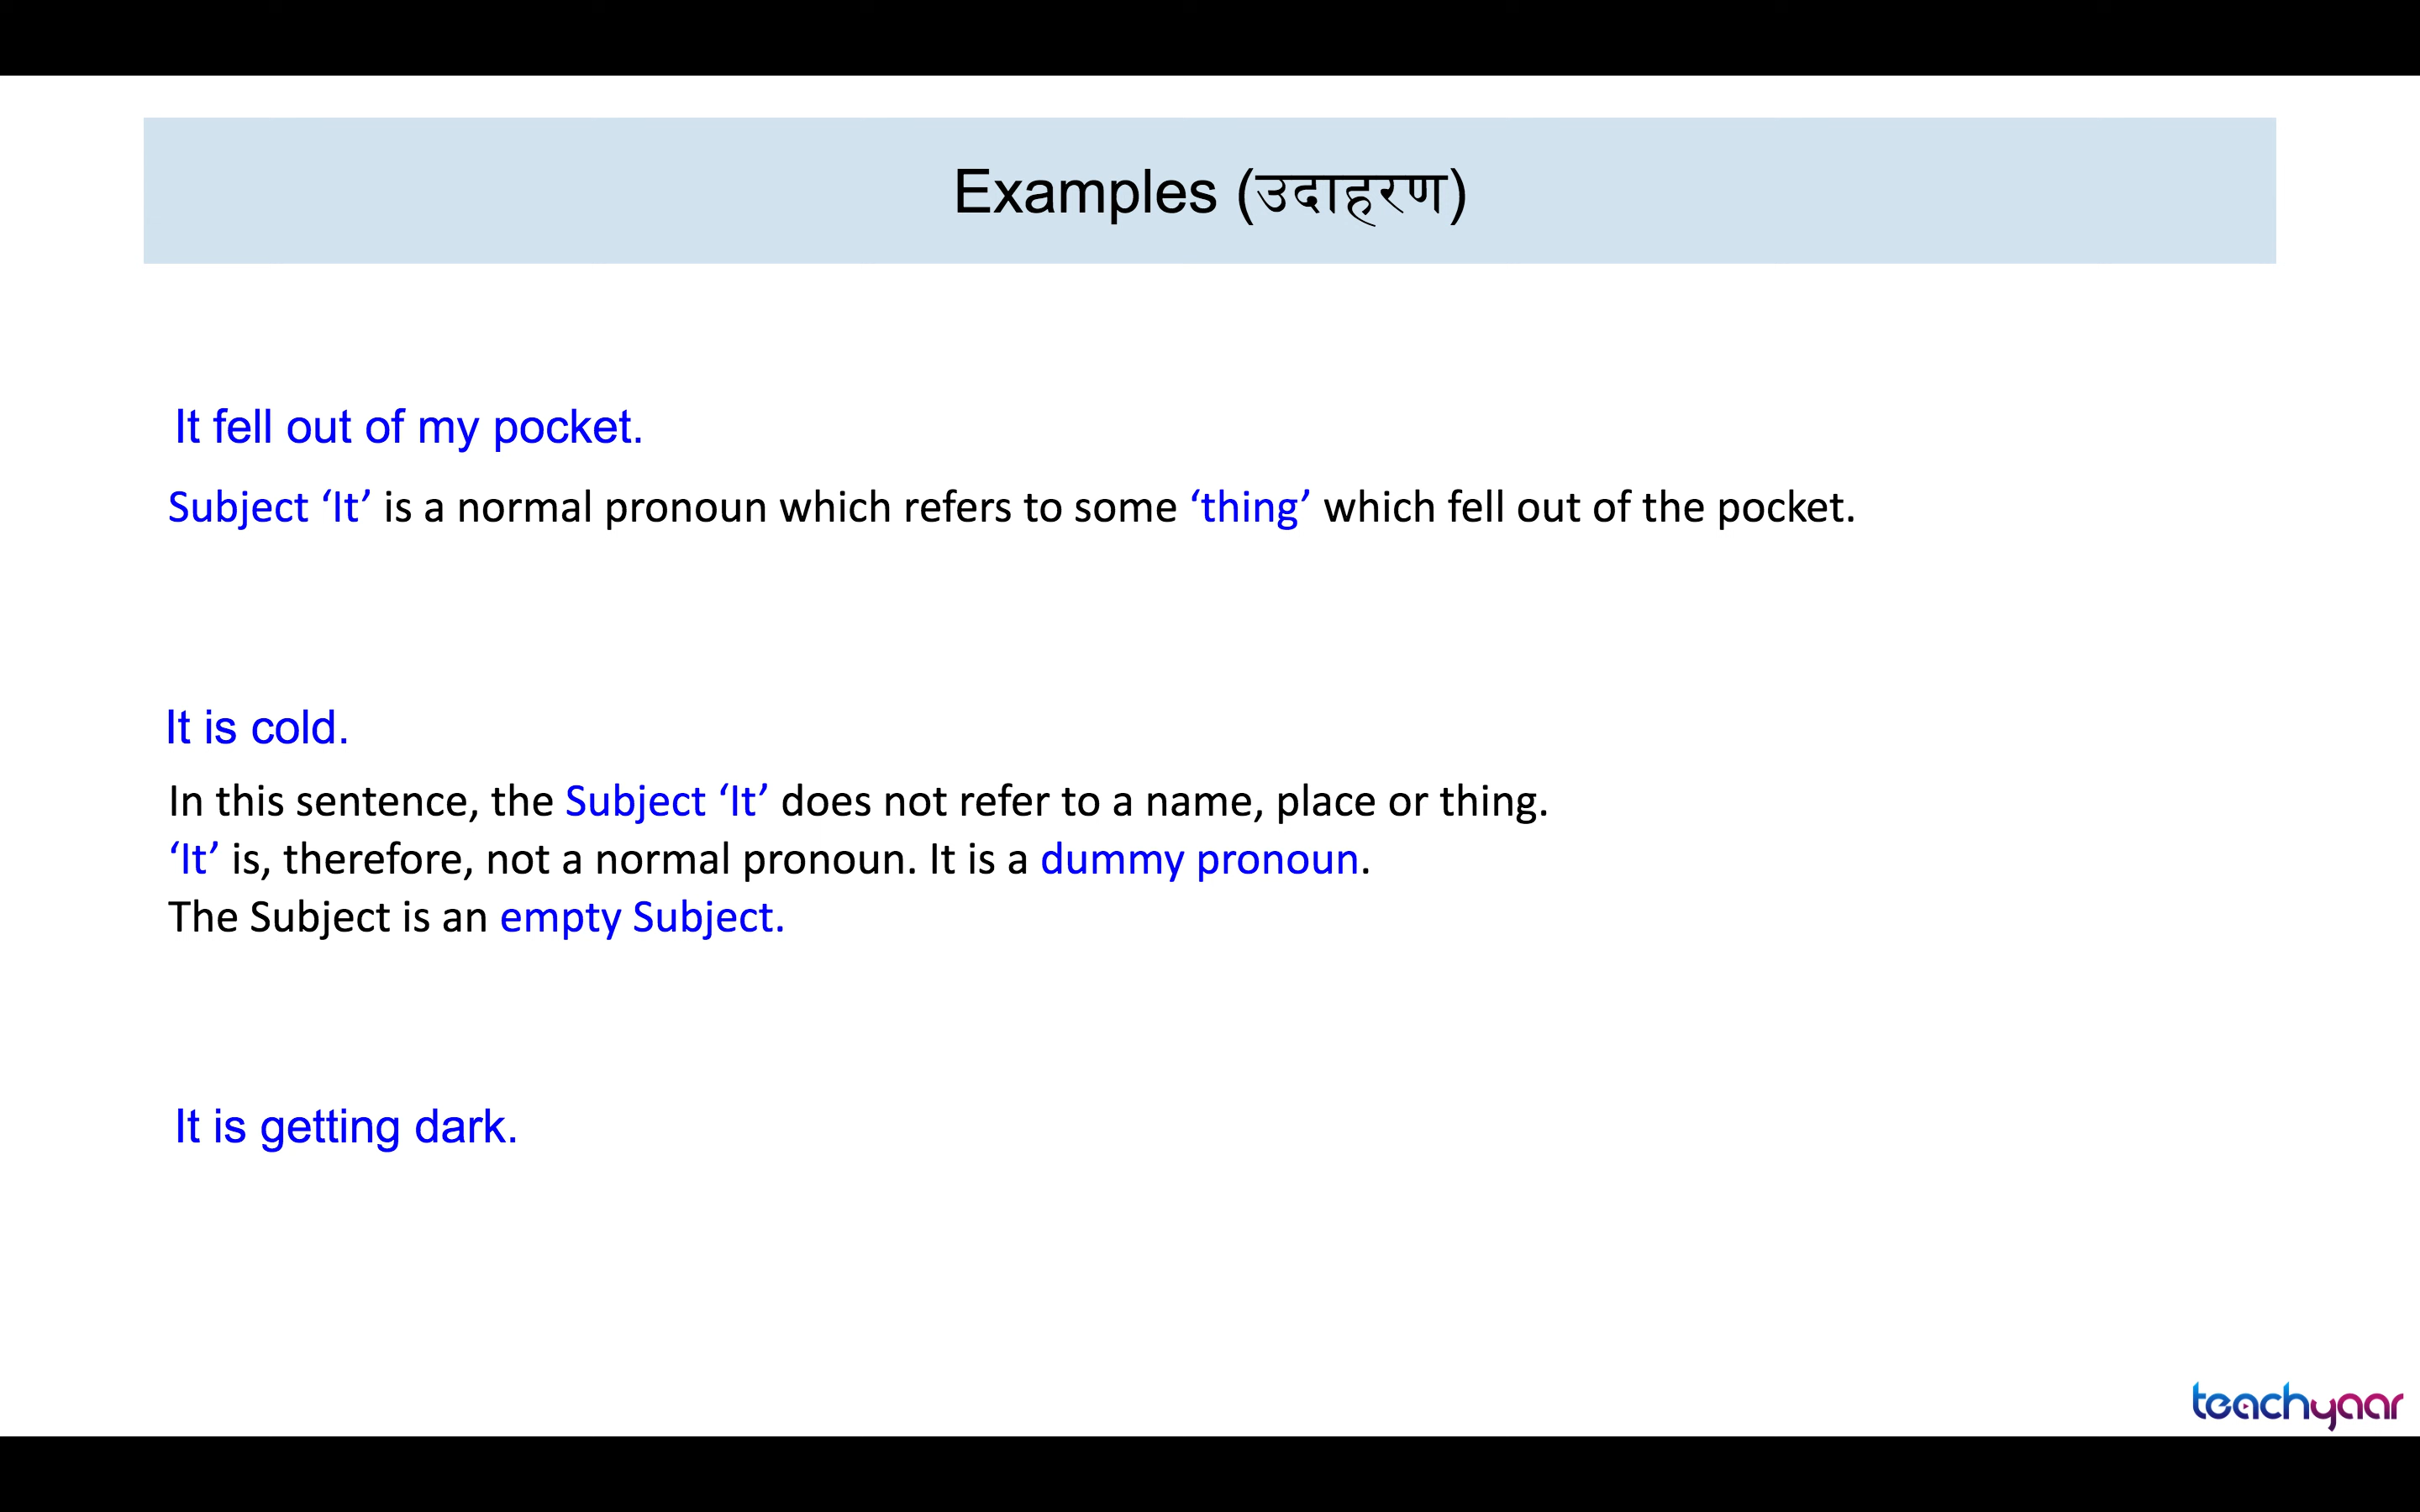 Examples (उदाहरण)
It fell out of my pocket.
Subject ‘It’ is a normal pronoun which refers to some ‘thing’ which fell out of the pocket.
It is cold.
In this sentence, the Subject ‘It’ does not refer to a name, place or thing.
‘It’ is, therefore, not a normal pronoun. It is a dummy pronoun.
The Subject is an empty Subject.
It is getting dark.
teachyaar